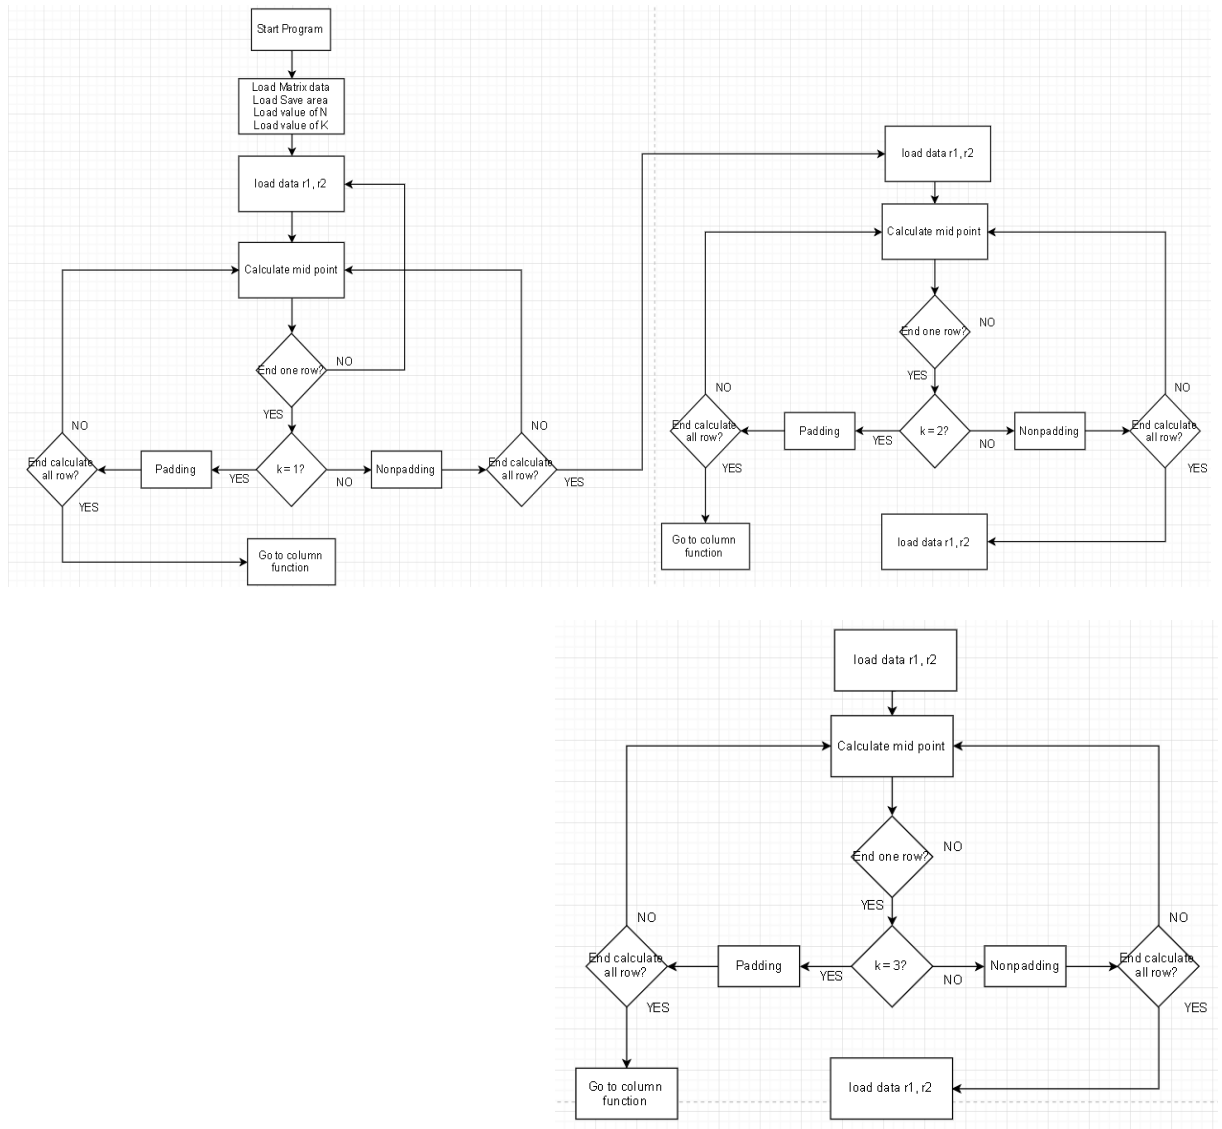 Start Program
Load Matrix data
Load Save area
Load value of N
Load value of K
load data r1, r2
Calculate mid point
End one row?
NO
YES
NO
k = 1?
NO
End calculate
all row?
Padding
YES
NO
Nonpadding
End calculate
all row?
YES
YES
Go to column
function
load data r1, r2
Calculate mid point
NO
End one row?
YES
NO
NO
End calculate
all row?
Padding
YES
k = 2?
NO
Nonpadding
End calculate
all row?
YES
YES
Go to column
function
load data r1, r2
load data r1, r2
Calculate mid point
NO
End one row?
YES
NO
NO
End calculate
all row?
Padding
YES
k = 3?
NO
Nonpadding
End calculate
all row?
YES
YES
Go to column
function
load data r1, r2